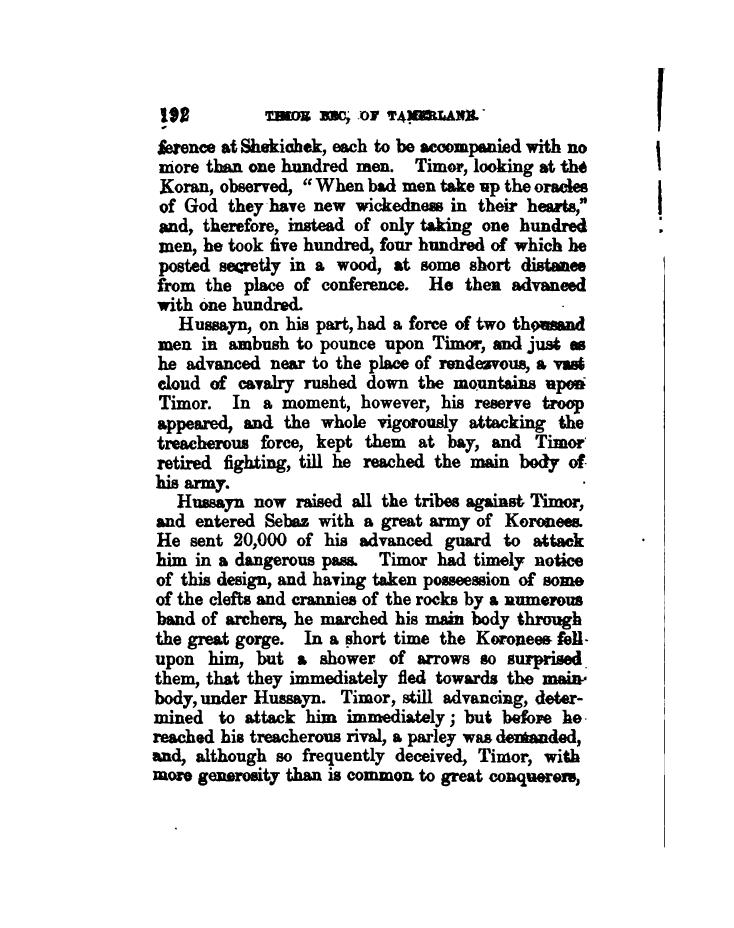 192 TIMOR BEC, OF TAMERLANE.
ference at Shekichek, each to be accompanied with no
more than one hundred men. Timor, looking at the
Koran, observed, "When bad men take up the oracles
of God they have new wickedness in their hearts,"
and, therefore, instead of only taking one hundred
men, he took five hundred, four hundred of which he
posted secretly in a wood, at some short distance
from the place of conference. He then advanced
with one hundred.
Hussayn, on his part, had a force of two thousand
men in ambush to pounce upon Timor, and just as
he advanced near to the place of rendezvous, a vast
cloud of cavalry rushed down the mountains upon
Timor. In a moment, however, his reserve troop
appeared, and the whole vigorously attacking the
treacherous force, kept them at bay, and Timor
retired fighting, till he reached the main body of
his army.
Hussayn now raised all the tribes against Timor,
and entered Sebaz with a great army of Koronees.
He sent 20,000 of his advanced guard to attack
him in a dangerous pass. Timor had timely notice
of this design, and having taken posseession of some
of the clefts and crannies of the rocks by a numerous
band of archers, he marched his main body through
the great gorge. In a short time the Koronees fell
upon him, but a shower of arrows so surprised
them, that they immediately fled towards the main
body, under Hussayn. Timor, still advancing, deter-
mined to attack him immediately; but before he
reached his treacherous rival, a parley was demanded,
and, although so frequently deceived, Timor, with
more generosity than is common to great conquerers,